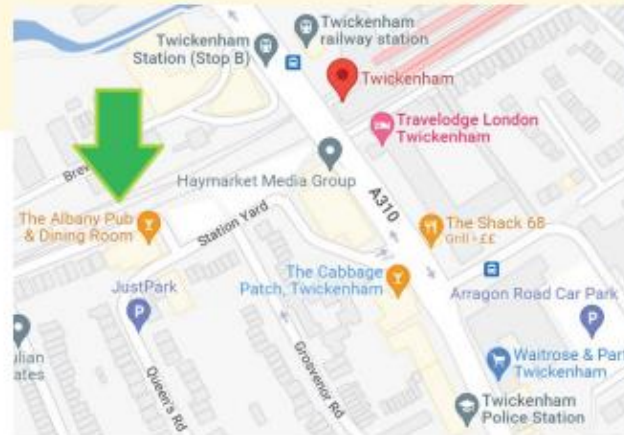 Twickenham
Station (Stop B)
Twickenham
railway station
Twickenham
Travelodge London
Twickenham
Brew
Haymarket Media Group
A310
The Albany Pub
& Dining Room
Station Yard
The Shack 68
Grill • ££
JustPark
The Cabbage
Patch, Twickenham
Arragon Road Car Park
P
P
ulian
ates
Queen's Rd
Grosvenor Rd
Waitrose & Part
Twickenham
Twickenham
Police Station